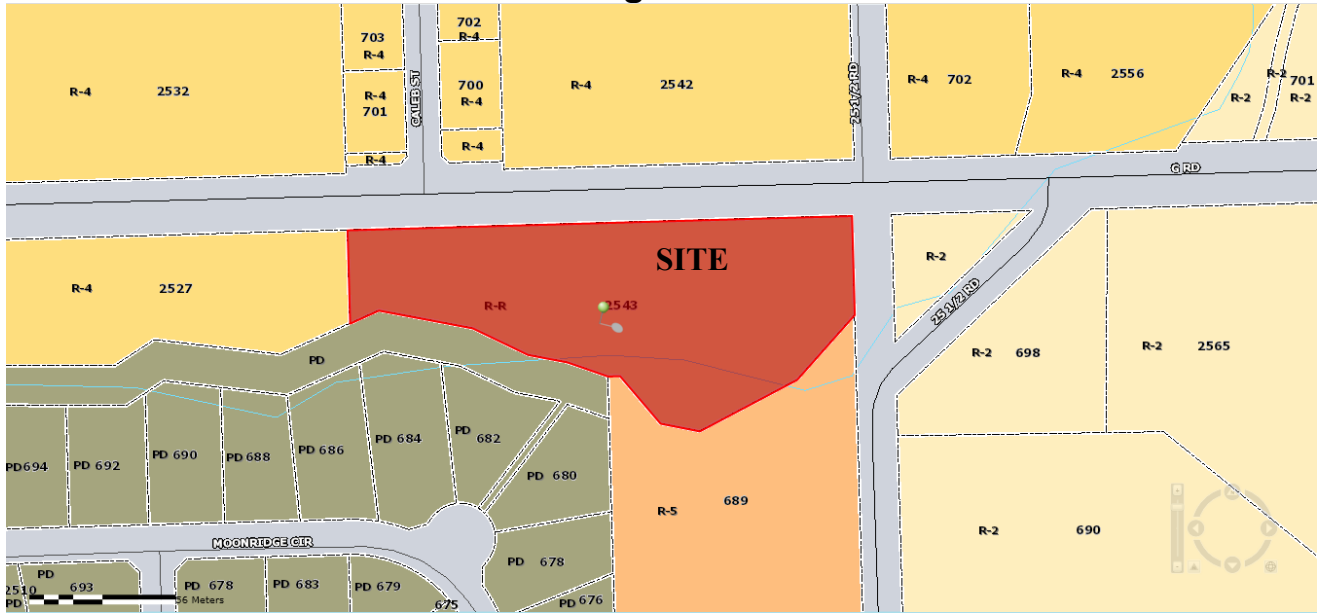 g
702
R-4
703
R-4
R-4 2532
R-4
701
700
R-4
R-4 2542
R-4 702
R-4 2556
R-2 701
R-2 R-2
CALEB ST
25 1/2 RD
R-4
R-4
G RD
SITE
R-2
R-4 2527
R-R 2543
25 1/2 RD
PD
R-2 698
R-2 2565
PD 684
PD 682
PD 686
PD 688
PD 690
PD 692
PD694
PD 680
R-5 689
R-2 690
MOONRIDGE CIR
PD 678
PD
693
PD 678
PD 683
PD 679
675
PD 676
2510
PD
56 Meters